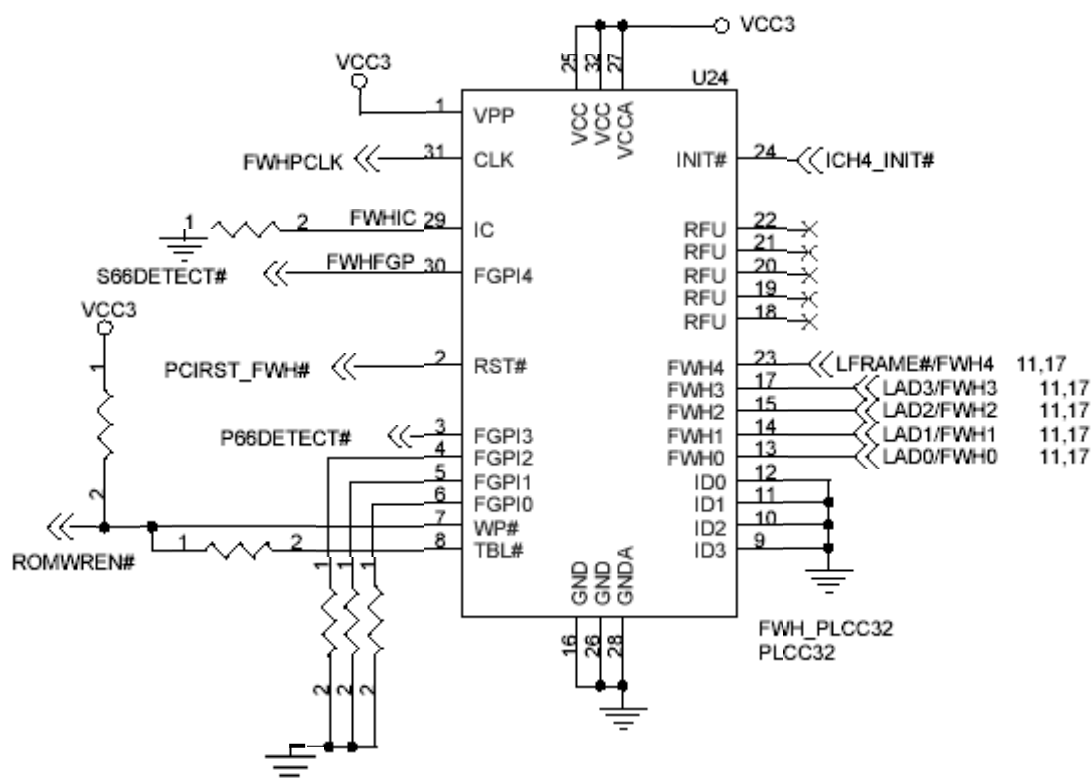 VCC3
25
32
27
U24
VCC3
1
VPP
VCC
VCC
VCCA
FWHPCLK
31
CLK
INIT#
24
ICH4_INIT#
1
2
FWHIC
29
IC
RFU
22
RFU
21
S66DETECT#
FWHFGP
30
FGPI4
RFU
20
RFU
19
RFU
18
VCC3
1
PCIRST_FWH#
2
RST#
FWH4
23
LFRAME#/FWH4 11,17
FWH3
17
LAD3/FWH3 11,17
FWH2
15
LAD2/FWH2 11,17
P66DETECT#
3
FGPI3
FWH1
14
LAD1/FWH1 11,17
4
FGPI2
FWH0
13
LAD0/FWH0 11,17
5
FGPI1
ID0
12
2
6
FGPI0
ID1
11
7
WP#
ID2
10
ROMWREN#
1
2
8
TBL#
ID3
9
1
1
1
GND
GND
GNDA
16
26
28
FWH_PLCC32
PLCC32
2
2
2